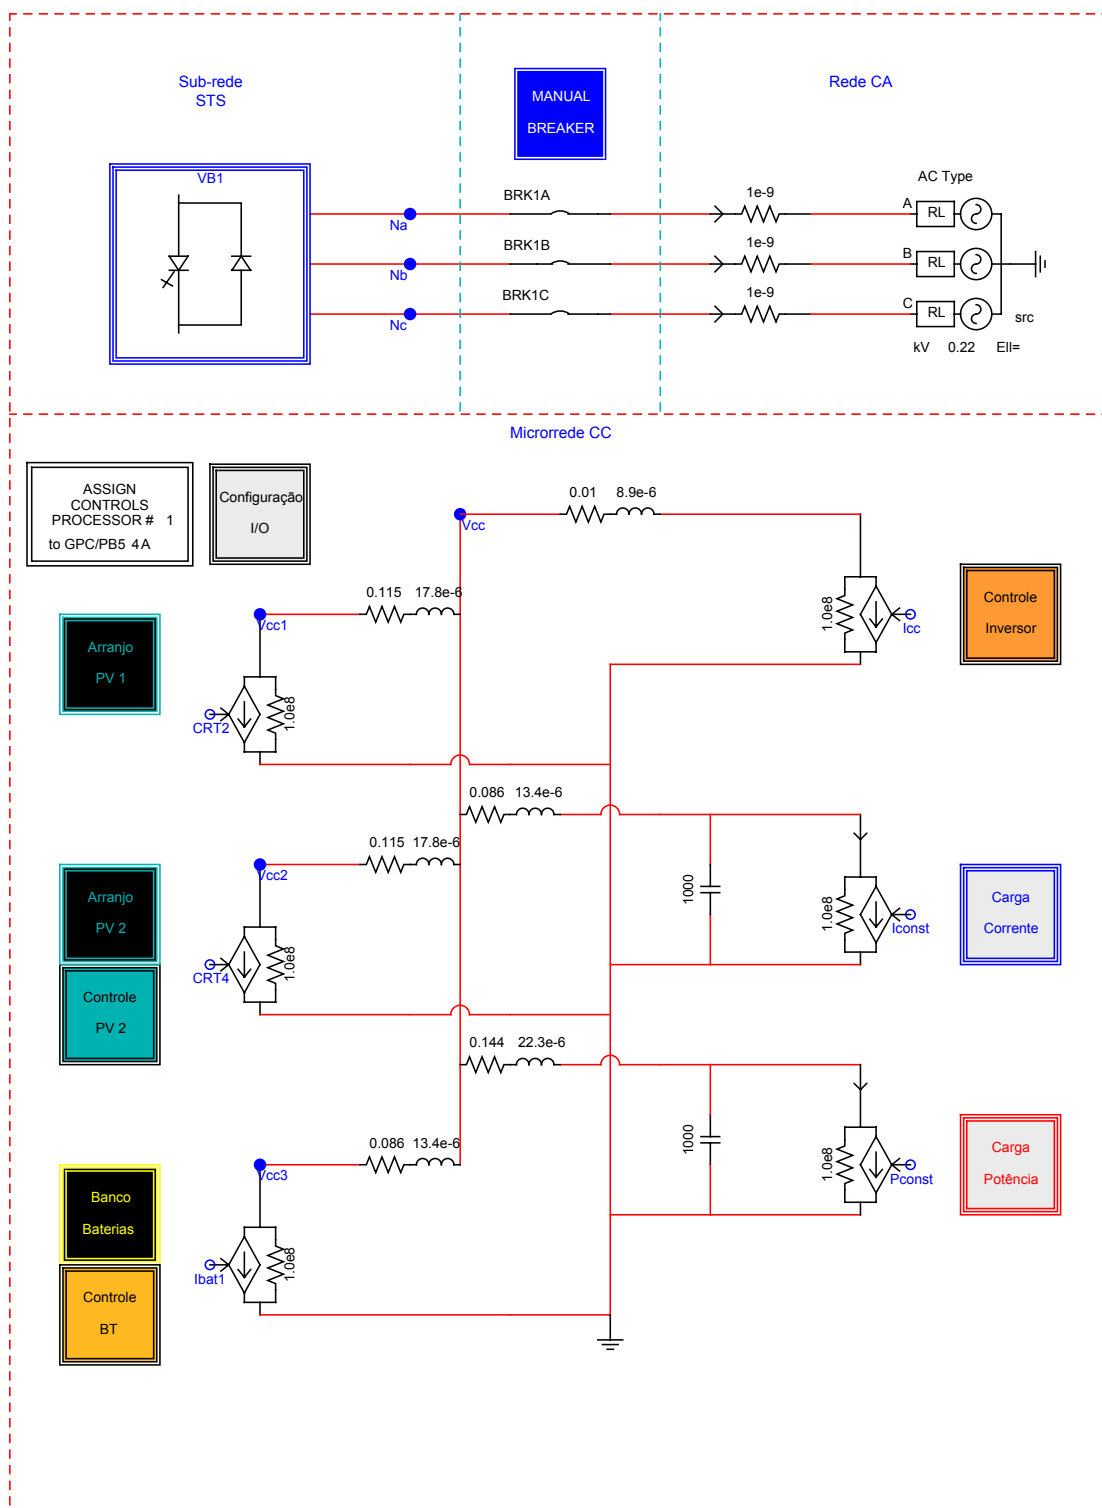 Sub-rede
STS
MANUAL
BREAKER
Rede CA
VB1
Na
Nb
Nc
BRK1A
BRK1B
BRK1C
1e-9
1e-9
1e-9
AC Type
A
RL
B
RL
C
RL
src
kV 0.22 Ell=
Microrrede CC
ASSIGN
CONTROLS
PROCESSOR # 1
to GPC/PB5 4 A
Configuração
I/O
Vcc
0.01 8.9e-6
1.0e8
Icc
Controle
Inversor
Arranjo
PV 1
Vcc1
0.115 17.8e-6
CRT2
1.0e8
0.086 13.4e-6
1000
1.0e8
Iconst
Carga
Corrente
Arranjo
PV 2
Controle
PV 2
Vcc2
0.115 17.8e-6
CRT4
1.0e8
0.144 22.3e-6
1000
1.0e8
Pconst
Carga
Potência
Banco
Baterias
Controle
BT
Vcc3
0.086 13.4e-6
Ibat1
1.0e8